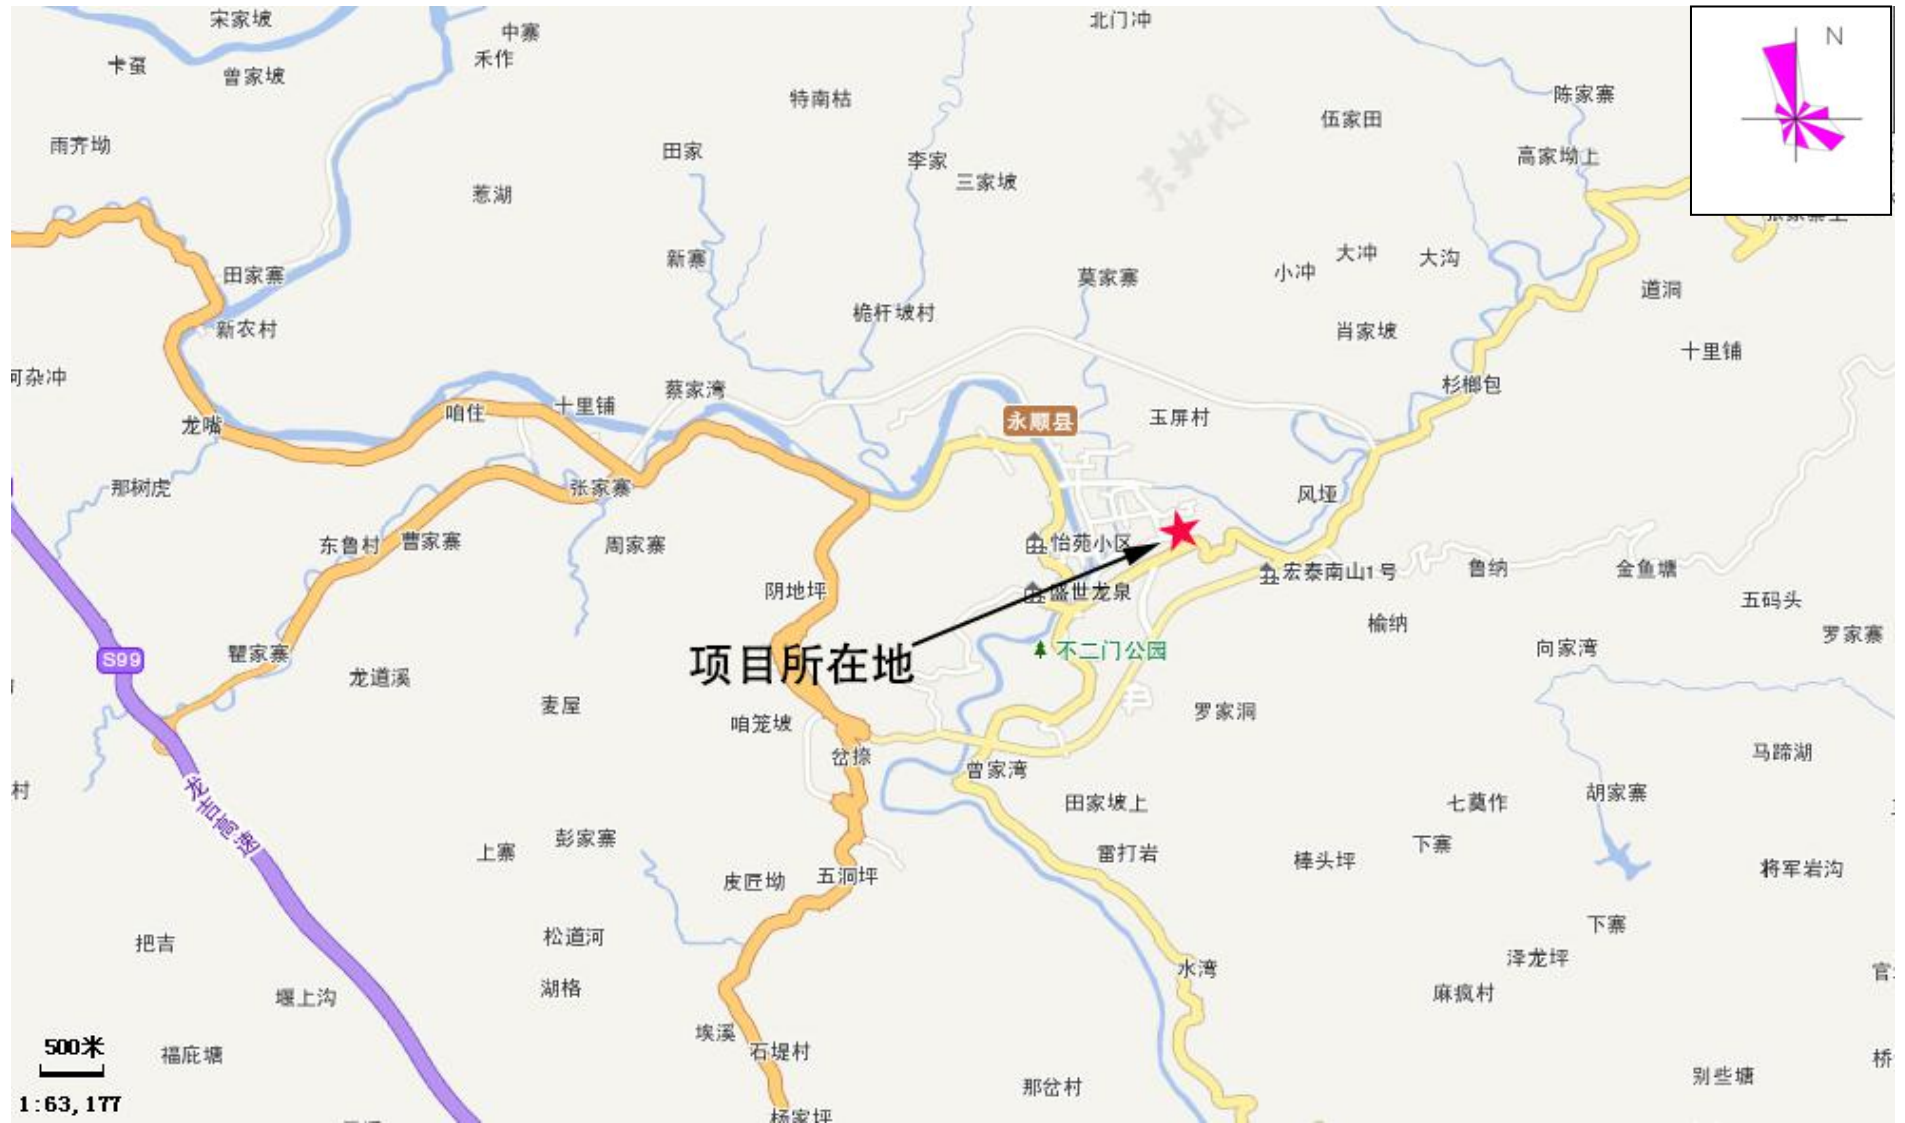 宋家坡
中寨
北门冲
N
禾作
卡虿
曾家坡
特南枯
陈家寨
伍家田
雨齐坳
田家
李家
高家坳上
三家坡
惹湖
天地图
新寨
大冲
大沟
小冲
田家寨
莫家寨
道洞
桅杆坡村
新农村
肖家坡
十里铺
杂冲
蔡家湾
杉榔包
咱住
十里铺
永顺县
玉屏村
龙嘴
那树虎
张家寨
风垭
东鲁村
曹家寨
周家寨
怡苑小区
宏泰南山1号
鲁纳
金鱼塘
阴地坪
盛世龙泉
五码头
榆纳
罗家寨
瞿家寨
S99
项目所在地
不二门公园
向家湾
龙道溪
麦屋
咱笼坡
罗家洞
岔捺
马蹄湖
曾家湾
村
田家坡上
七蓃作
胡家寨
龙吉高速
彭家寨
上寨
雷打岩
棒头坪
下寨
皮匠坳
五洞坪
将军岩沟
下寨
把吉
松道河
泽龙坪
水湾
湖格
麻疯村
官
堰上沟
埃溪
500米
福庇塘
石堤村
那岔村
桥
别些塘
1:63,177
杨家坪